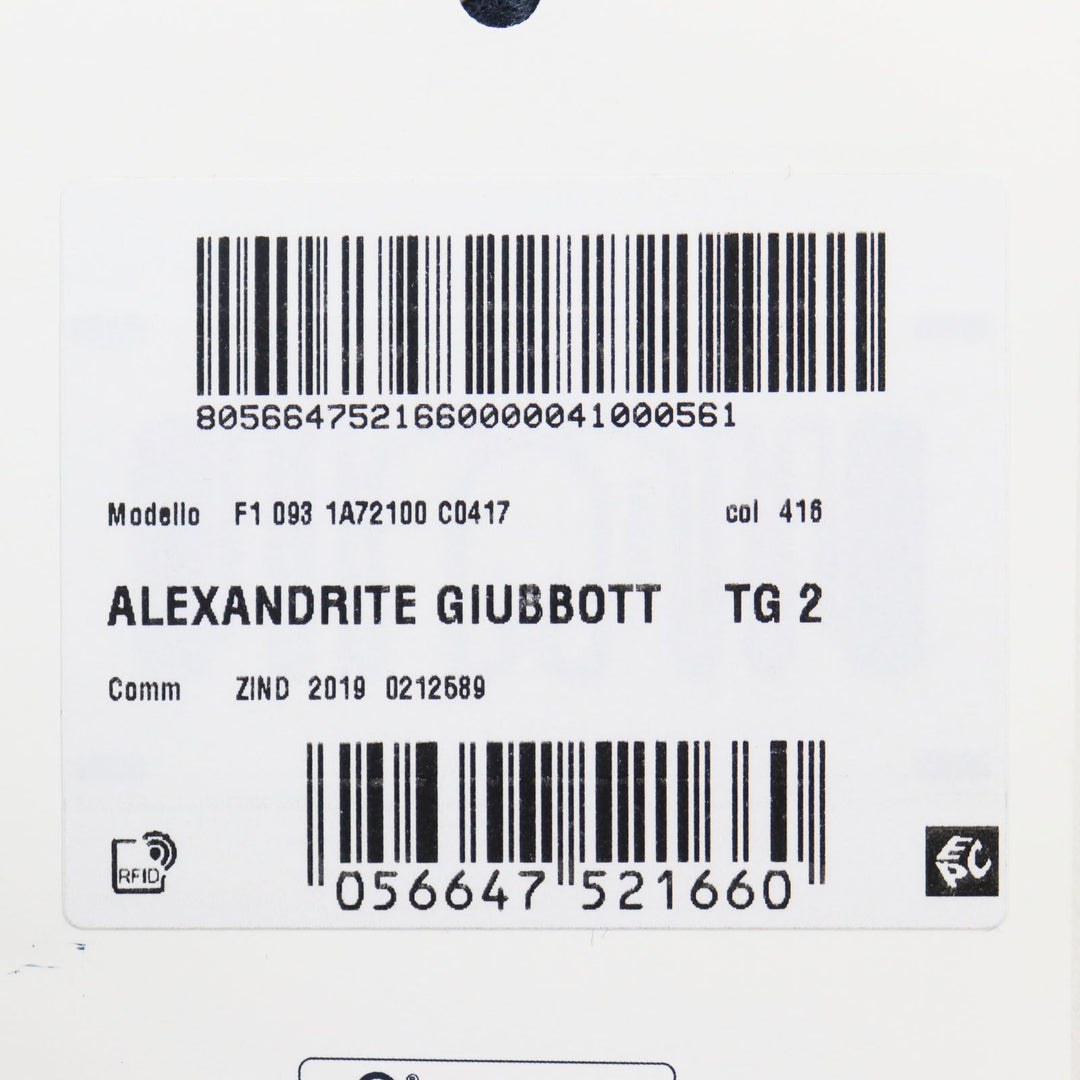 8056647521660000041000561
Modello F1 093 1A72100 C0417 col 416
ALEXANDRITE GIUBBOTT TG 2
Comm ZIND 2019 0212589
056647 521660
RFID
EPC
®